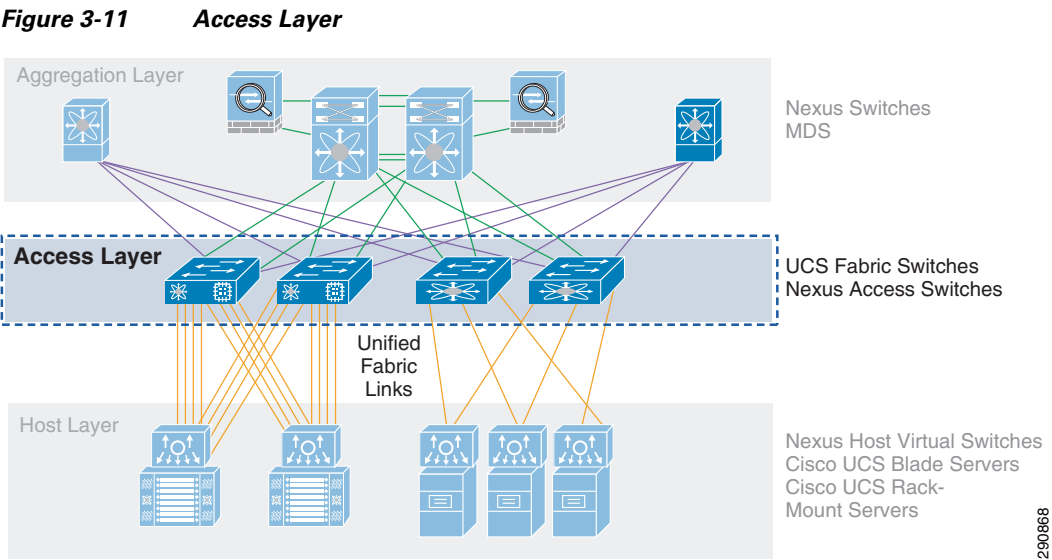 Figure 3-11 Access Layer
Aggregation Layer
Nexus Switches
MDS
Access Layer
UCS Fabric Switches
Nexus Access Switches
Unified
Fabric
Links
Host Layer
Nexus Host Virtual Switches
Cisco UCS Blade Servers
Cisco UCS Rack-
Mount Servers
290868